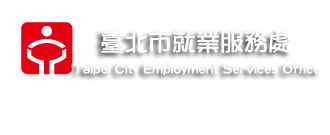 臺北市就業服務處
Taipei City Employment Services Office